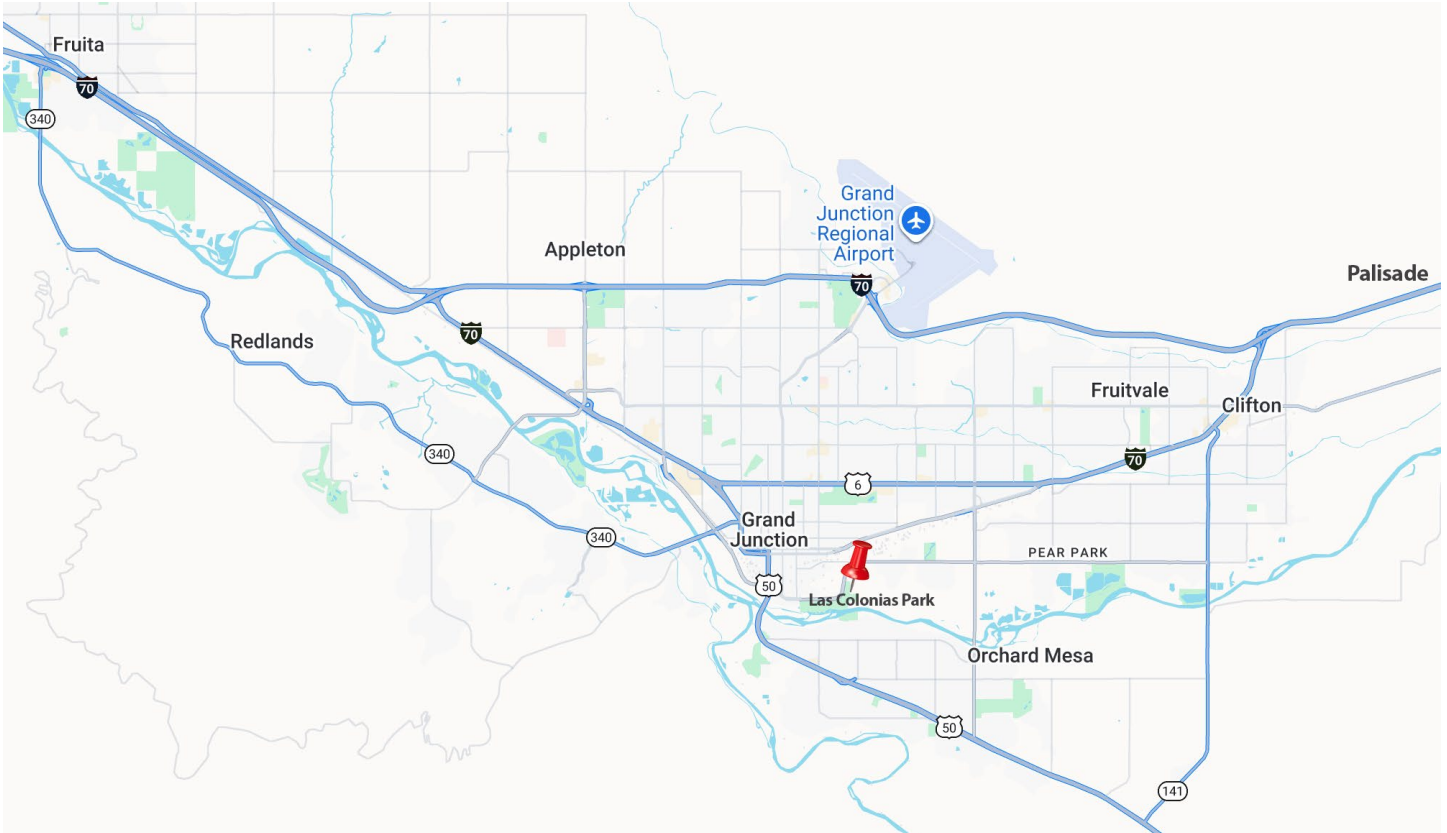 Fruita
70
340
Grand
Junction
Regional
Airport
Appleton
Palisade
70
Redlands
70
Fruitvale
Clifton
340
70
6
Grand
Junction
340
PEAR PARK
50
Las Colonias Park
Orchard Mesa
50
141